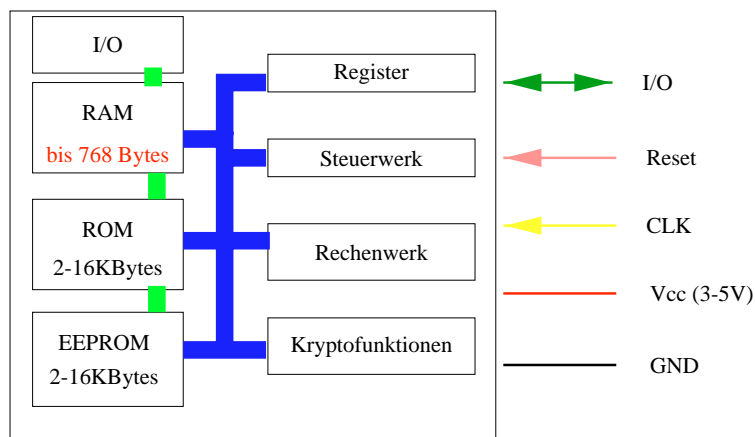 I/O
RAM
bis 768 Bytes
ROM
2-16KBytes
EEPROM
2-16KBytes
Register
Steuerwerk
Rechenwerk
Kryptofunktionen
I/O
Reset
CLK
Vcc (3-5V)
GND